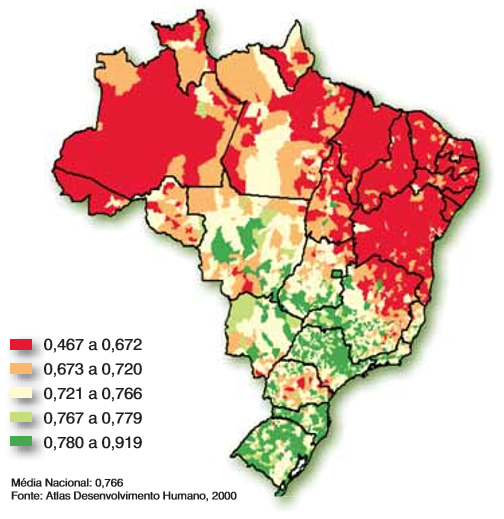 0,467 a 0,672
0,673 a 0,720
0,721 a 0,766
0,767 a 0,779
0,780 a 0,919
Média Nacional: 0,766
Fonte: Atlas Desenvolvimento Humano, 2000